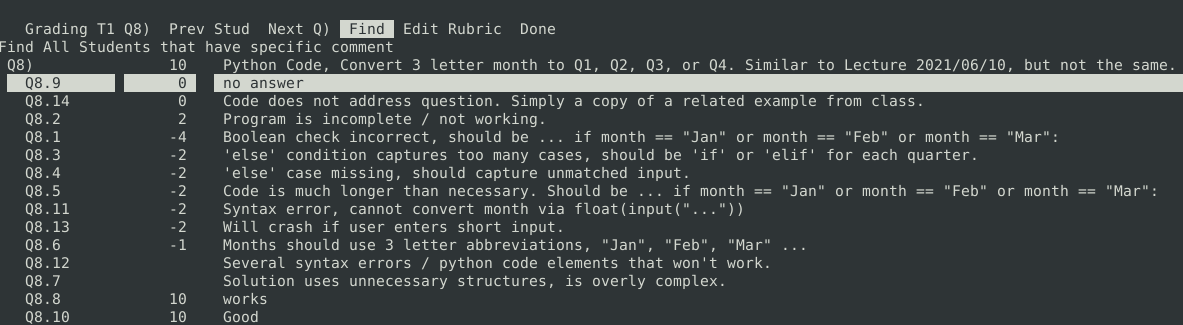 Grading T1 Q8) Prev Stud Next Q) Find Edit Rubric Done
Find All Students that have specific comment
Q8) 10 Python Code, Convert 3 letter month to Q1, Q2, Q3, or Q4. Similar to Lecture 2021/06/10, but not the same.
Q8.9 0 no answer
Q8.14 0 Code does not address question. Simply a copy of a related example from class.
Q8.2 2 Program is incomplete / not working.
Q8.1 -4 Boolean check incorrect, should be ... if month == "Jan" or month == "Feb" or month == "Mar":
Q8.3 -2 'else' condition captures too many cases, should be 'if' or 'elif' for each quarter.
Q8.4 -2 'else' case missing, should capture unmatched input.
Q8.5 -2 Code is much longer than necessary. Should be ... if month == "Jan" or month == "Feb" or month == "Mar":
Q8.11 -2 Syntax error, cannot convert month via float(input("..."))
Q8.13 -2 Will crash if user enters short input.
Q8.6 -1 Months should use 3 letter abbreviations, "Jan", "Feb", "Mar" ...
Q8.12 Several syntax errors / python code elements that won't work.
Q8.7 Solution uses unnecessary structures, is overly complex.
Q8.8 10 works
Q8.10 10 Good